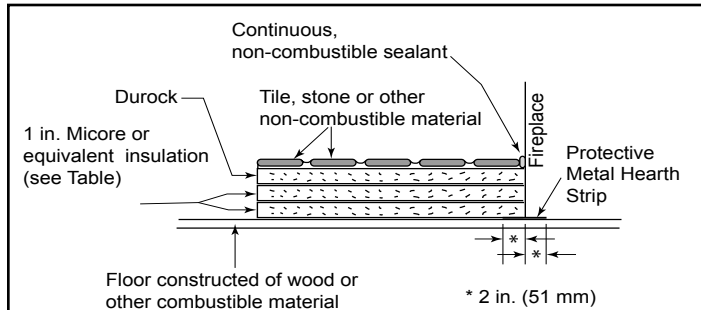 Continuous,
non-combustible sealant
Durock
Tile, stone or other
non-combustible material
1 in. Micore or
equivalent insulation
(see Table)
Fireplace
Protective
Metal Hearth
Strip
*
*
Floor constructed of wood or
other combustible material
* 2 in. (51 mm)